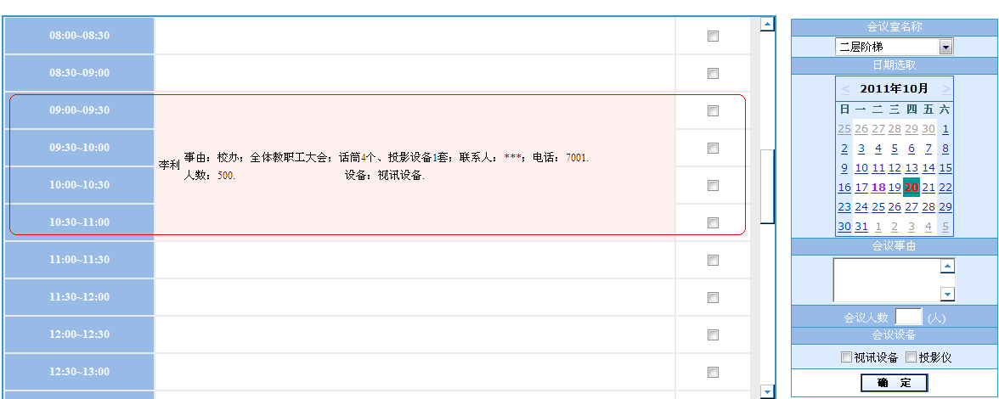 08:00~08:30
08:30~09:00
09:00~09:30
09:30~10:00
10:00~10:30
10:30~11:00
11:00~11:30
11:30~12:00
12:00~12:30
12:30~13:00
李利
事由：校办；全体教职工大会；话筒4个、投影设备1套；联系人：***；电话：7001.
人数：500. 设备：视讯设备.
会议室名称
二层阶梯
日期选取
< 2011年10月 >
日 一 二 三 四 五 六
25 26 27 28 29 30 1
2 3 4 5 6 7 8
9 10 11 12 13 14 15
16 17 18 19 20 21 22
23 24 25 26 27 28 29
30 31 1 2 3 4 5
会议事由
会议人数 (人)
会议设备
视讯设备 投影仪
确 定